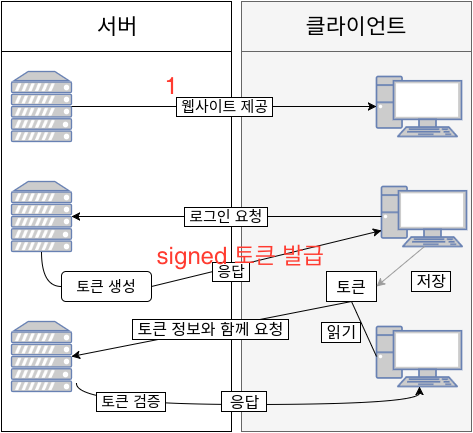 서버
클라이언트
1
웹사이트 제공
로그인 요청
signed 토큰 발급
토큰 생성
응답
토큰
저장
토큰 정보와 함께 요청
읽기
토큰 검증
응답